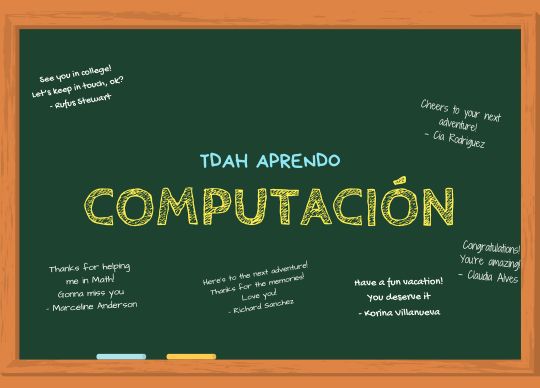 See you in college!
Let's keep in touch, ok?
- Rufus Stewart
Cheers to your next
adventure!
- Cia Rodriguez
TDAH APRENDO
COMPUTACIÓN
Congratulations!
You're amazing!
- Claudia Alves
Thanks for helping
me in Math!
Gonna miss you
- Marceline Anderson
Here's to the next adventure!
Thanks for the memories!
Love you!
- Richard Sanchez
Have a fun vacation!
You deserve it
- Korina Villanueva